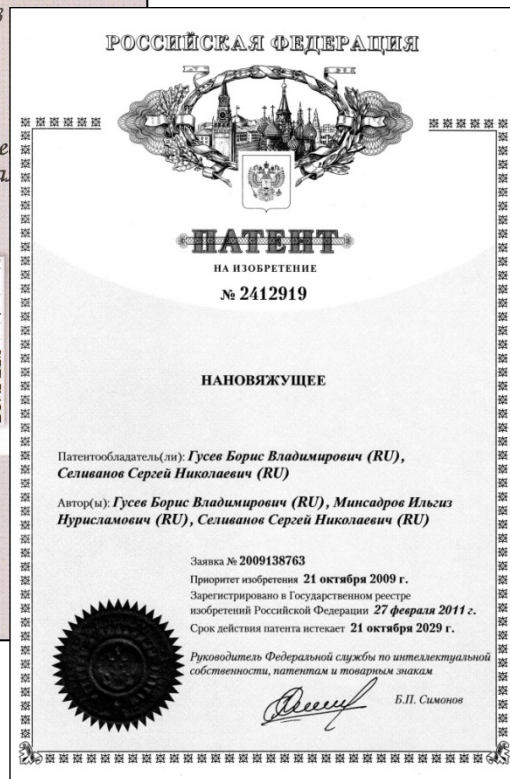 РОССИЙСКАЯ ФЕДЕРАЦИЯ
ПАТЕНТ
НА ИЗОБРЕТЕНИЕ
№ 2412919
НАНОВЯЖУЩЕЕ
Патентообладатель(ли): Гусев Борис Владимирович (RU),
Селиванов Сергей Николаевич (RU)
Автор(ы): Гусев Борис Владимирович (RU), Минсадров Ильгиз
Нурисламович (RU), Селиванов Сергей Николаевич (RU)
Заявка № 2009138763
Приоритет изобретения 21 октября 2009 г.
Зарегистрировано в Государственном реестре
изобретений Российской Федерации 27 февраля 2011 г.
Срок действия патента истекает 21 октября 2029 г.
Руководитель Федеральной службы по интеллектуальной
собственности, патентам и товарным знакам
Б.П. Симонов